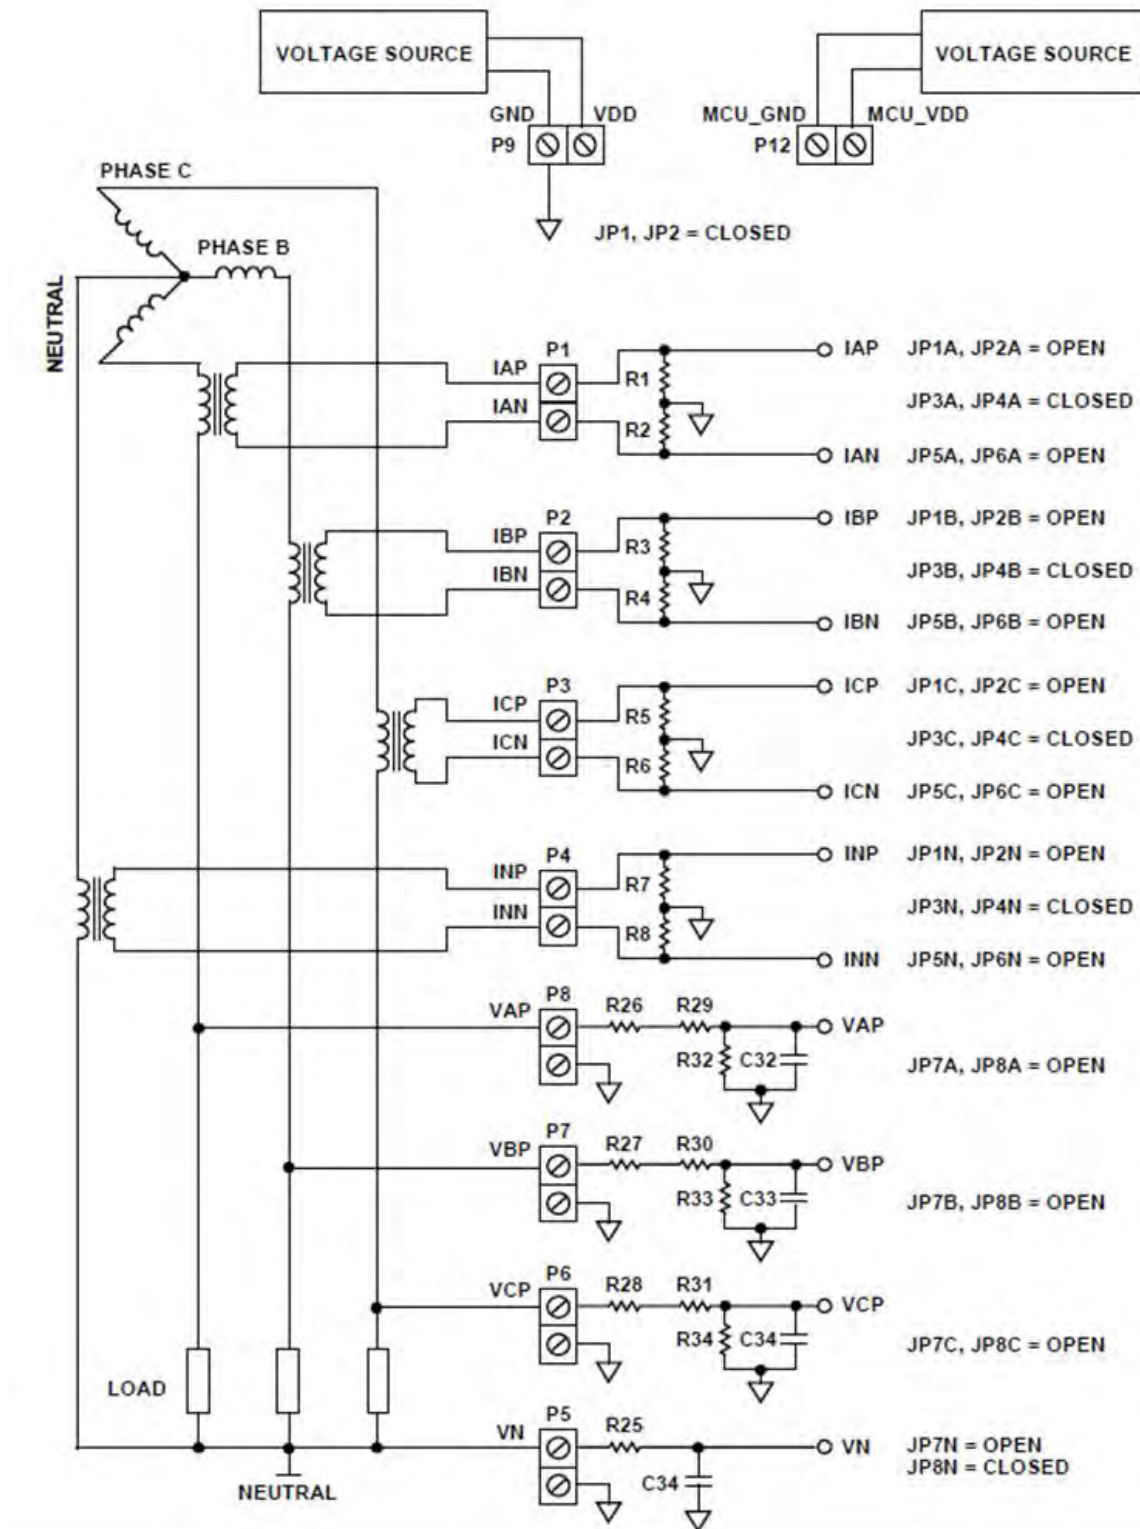 VOLTAGE SOURCE
VOLTAGE SOURCE
GND
VDD
MCU_GND
MCU_VDD
P9
P12
PHASE C
JP1, JP2 = CLOSED
PHASE B
NEUTRAL
P1
IAP
IAN
R1
R2
IAP
JP1A, JP2A = OPEN
JP3A, JP4A = CLOSED
IAN
JP5A, JP6A = OPEN
P2
IBP
IBN
R3
R4
IBP
JP1B, JP2B = OPEN
JP3B, JP4B = CLOSED
IBN
JP5B, JP6B = OPEN
P3
ICP
ICN
R5
R6
ICP
JP1C, JP2C = OPEN
JP3C, JP4C = CLOSED
ICN
JP5C, JP6C = OPEN
P4
INP
INN
R7
R8
INP
JP1N, JP2N = OPEN
JP3N, JP4N = CLOSED
INN
JP5N, JP6N = OPEN
P8
VAP
R26
R29
VAP
R32
C32
JP7A, JP8A = OPEN
P7
VBP
R27
R30
VBP
R33
C33
JP7B, JP8B = OPEN
P6
VCP
R28
R31
VCP
R34
C34
JP7C, JP8C = OPEN
LOAD
P5
VN
R25
VN
JP7N = OPEN
JP8N = CLOSED
C34
NEUTRAL